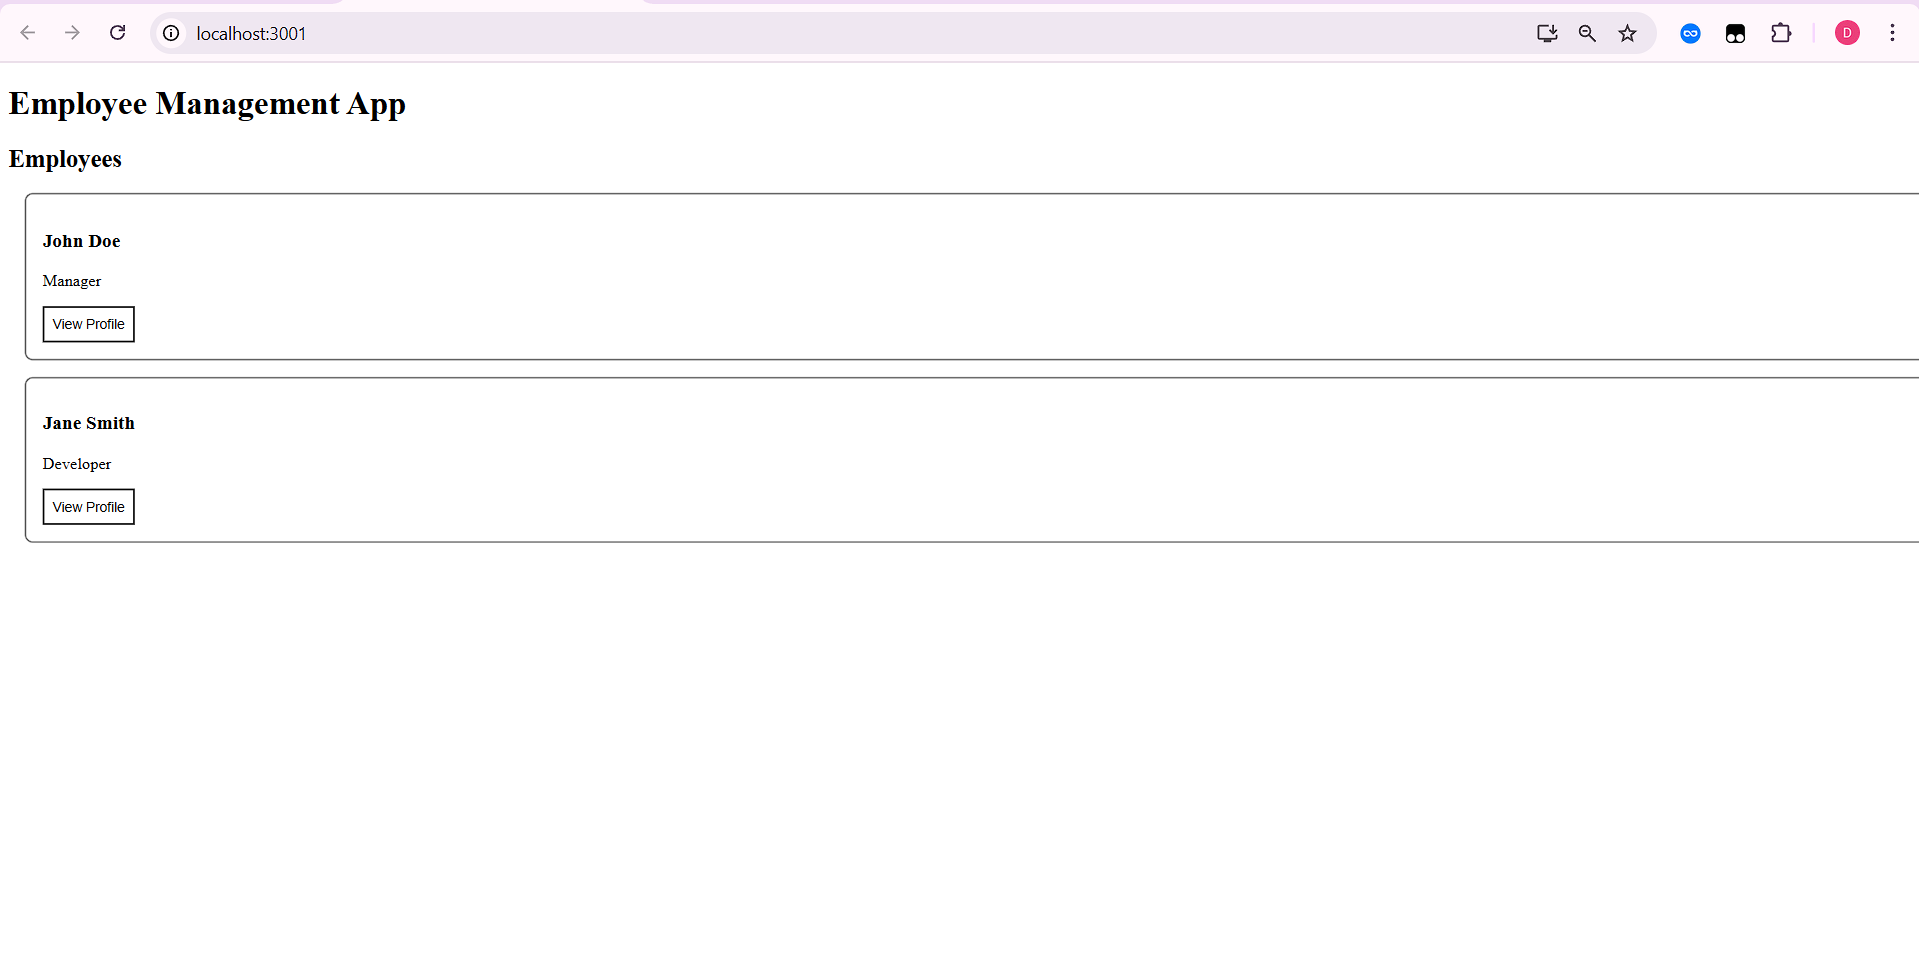 localhost:3001
D
Employee Management App
Employees
John Doe
Manager
View Profile
Jane Smith
Developer
View Profile